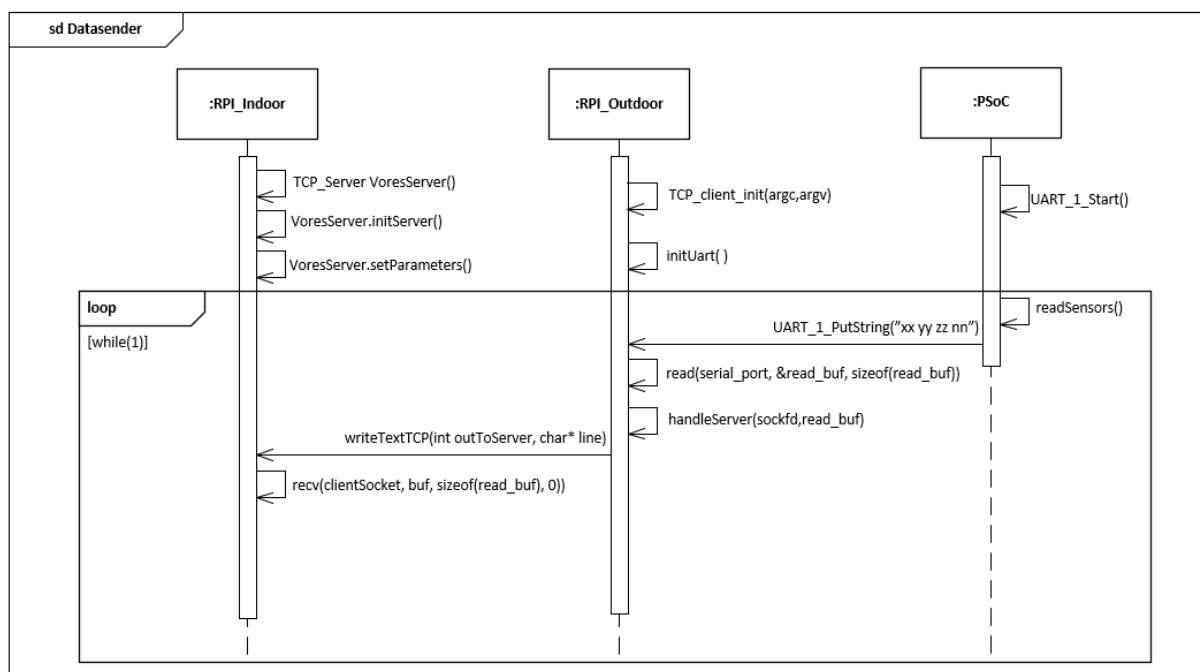 sd Datasender
:RPI_Indoor
:RPI_Outdoor
:PSoC
TCP_Server VoresServer()
TCP_client_init(argc,argv)
UART_1_Start()
VoresServer.initServer()
initUart( )
VoresServer.setParameters()
loop
readSensors()
[while(1)]
UART_1_PutString(”xx yy zz nn”)
read(serial_port, &read_buf, sizeof(read_buf))
handleServer(sockfd,read_buf)
writeTextTCP(int outToServer, char* line)
recv(clientSocket, buf, sizeof(read_buf), 0))